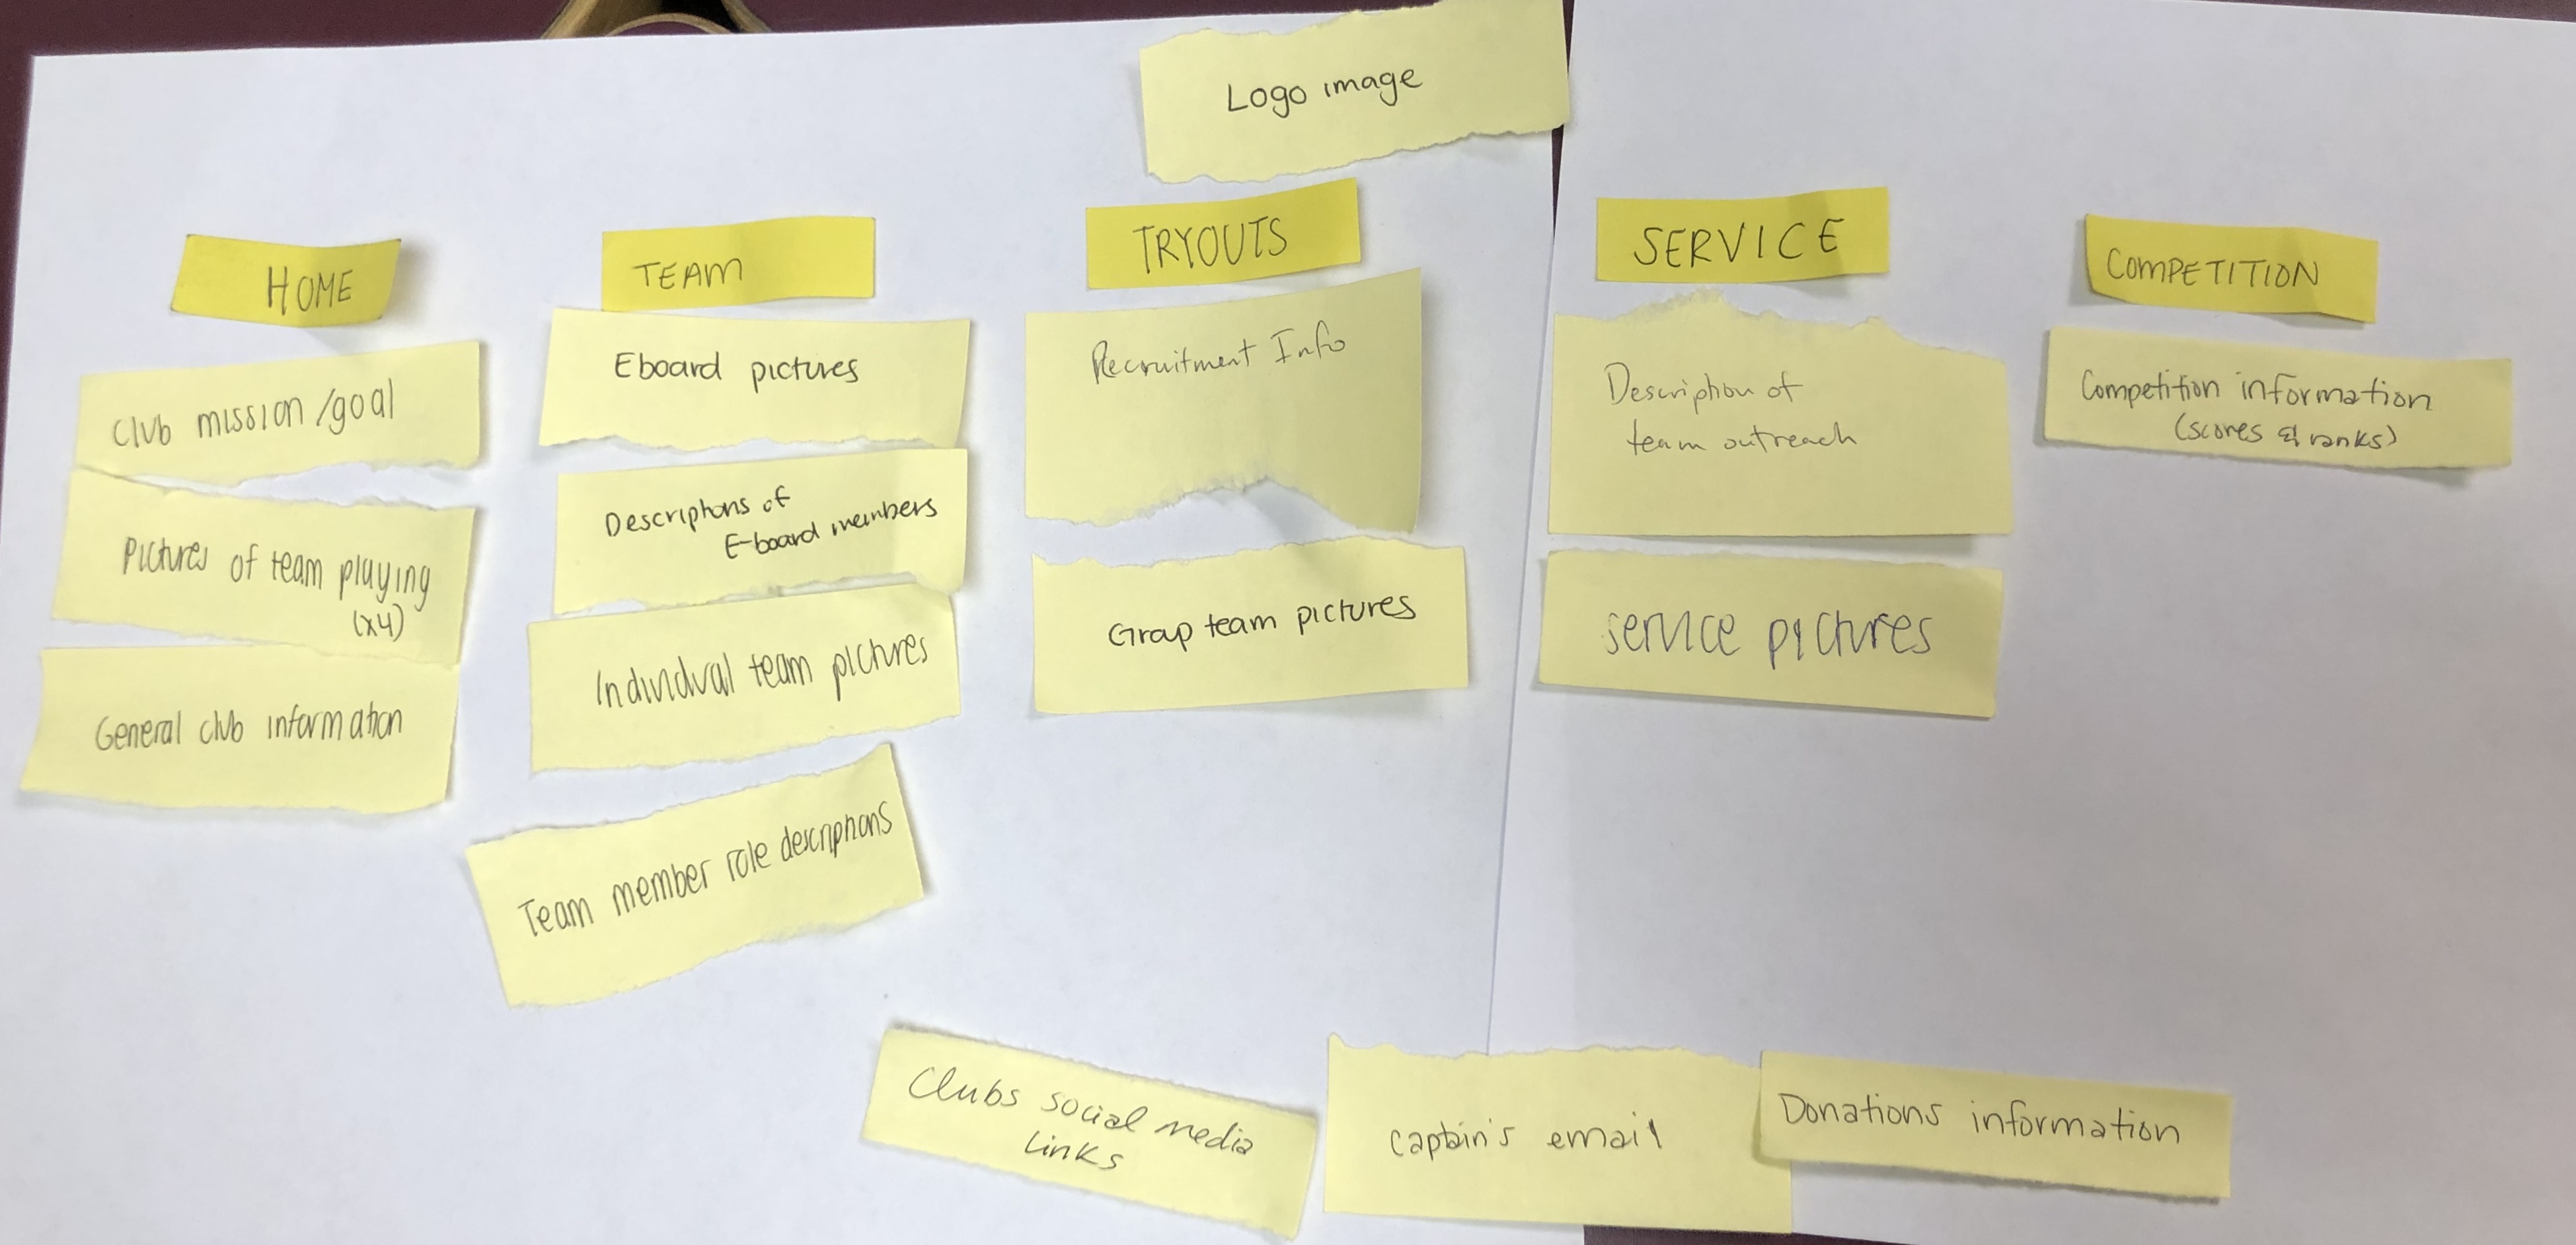 Logo image
HOME
Club mission/goal
Pictures of team playing
(x4)
General club information
TEAM
Eboard pictures
Descriptions of
E-board members
Individual team pictures
Team member role descriptions
TRYOUTS
Recruitment Info
Group team pictures
SERVICE
Description of
team outreach
service pictures
COMPETITION
Competition information
(scores & ranks)
Clubs social media
Links
captain's email
Donations information